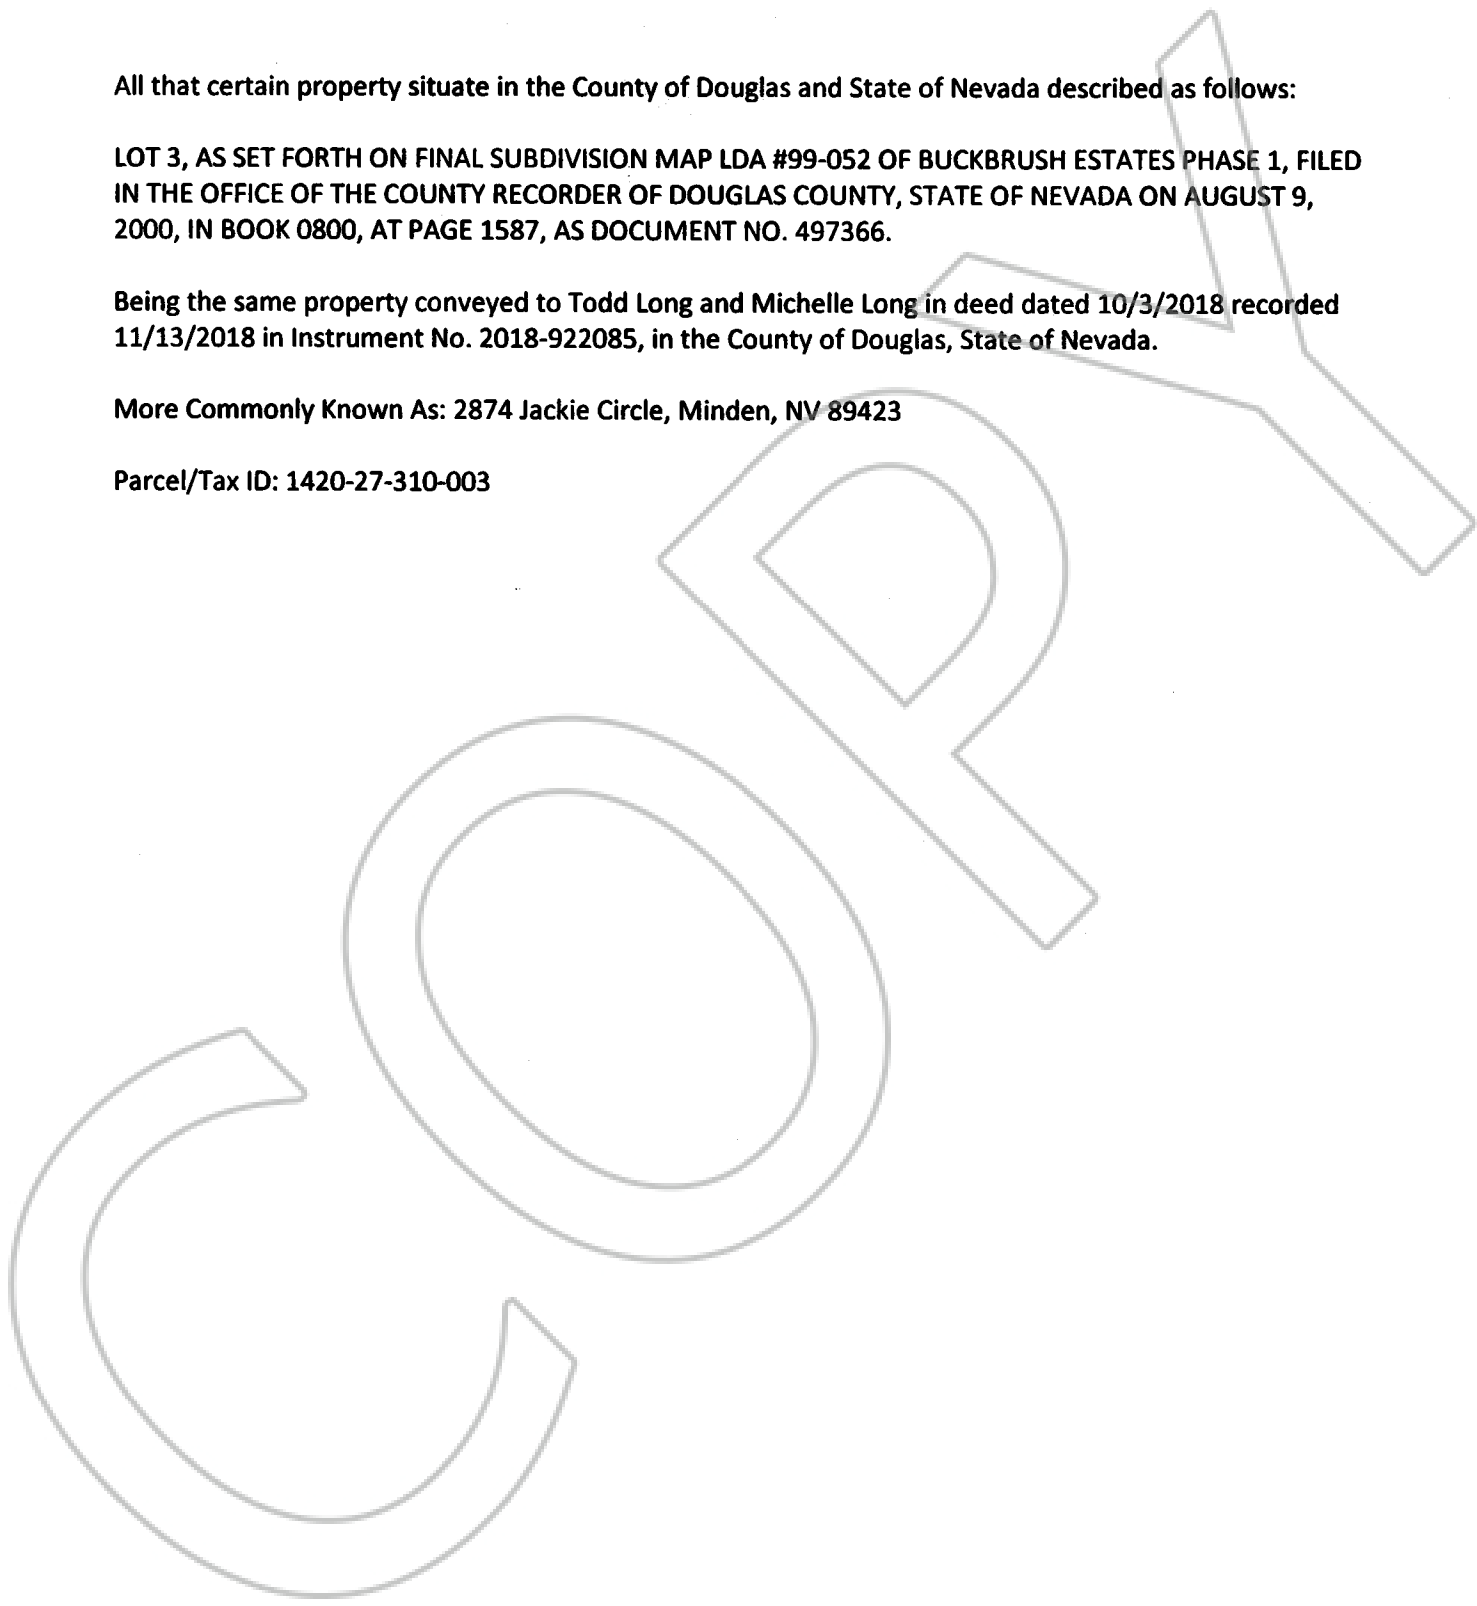 All that certain property situate in the County of Douglas and State of Nevada described as follows:
LOT 3, AS SET FORTH ON FINAL SUBDIVISION MAP LDA #99-052 OF BUCKBRUSH ESTATES PHASE 1, FILED
IN THE OFFICE OF THE COUNTY RECORDER OF DOUGLAS COUNTY, STATE OF NEVADA ON AUGUST 9,
2000, IN BOOK 0800, AT PAGE 1587, AS DOCUMENT NO. 497366.
Being the same property conveyed to Todd Long and Michelle Long in deed dated 10/3/2018 recorded
11/13/2018 in Instrument No. 2018-922085, in the County of Douglas, State of Nevada.
More Commonly Known As: 2874 Jackie Circle, Minden, NV 89423
Parcel/Tax ID: 1420-27-310-003
COPY